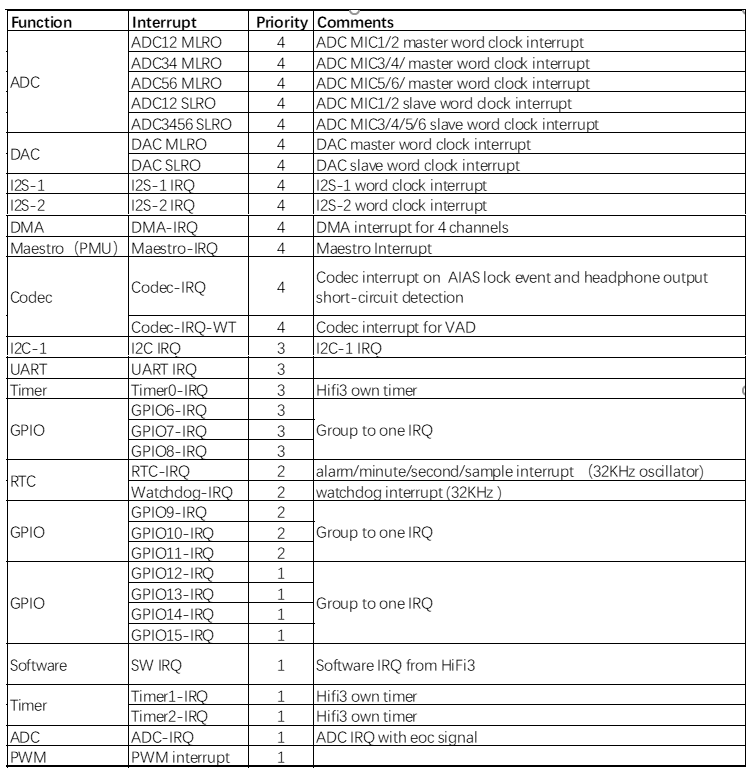 Function Interrupt Priority Comments
ADC ADC12 MLRO 4 ADC MIC1/2 master word clock interrupt
ADC34 MLRO 4 ADC MIC3/4/ master word clock interrupt
ADC56 MLRO 4 ADC MIC5/6/ master word clock interrupt
ADC12 SLRO 4 ADC MIC1/2 slave word clock interrupt
ADC3456 SLRO 4 ADC MIC3/4/5/6 slave word clock interrupt
DAC DAC MLRO 4 DAC master word clock interrupt
DAC SLRO 4 DAC slave word clock interrupt
I2S-1 I2S-1 IRQ 4 I2S-1 word clock interrupt
I2S-2 I2S-2 IRQ 4 I2S-2 word clock interrupt
DMA DMA-IRQ 4 DMA interrupt for 4 channels
Maestro（PMU） Maestro-IRQ 4 Maestro Interrupt
Codec Codec-IRQ 4 Codec interrupt on AIAS lock event and headphone output
short-circuit detection
Codec-IRQ-WT 4 Codec interrupt for VAD
I2C-1 I2C IRQ 3 I2C-1 IRQ
UART UART IRQ 3
Timer Timer0-IRQ 3 Hifi3 own timer
GPIO GPIO6-IRQ 3 Group to one IRQ
GPIO7-IRQ 3
GPIO8-IRQ 3
RTC RTC-IRQ 2 alarm/minute/second/sample interrupt （32KHz oscillator)
Watchdog-IRQ 2 watchdog interrupt (32KHz )
GPIO GPIO9-IRQ 2 Group to one IRQ
GPIO10-IRQ 2
GPIO11-IRQ 2
GPIO GPIO12-IRQ 1 Group to one IRQ
GPIO13-IRQ 1
GPIO14-IRQ 1
GPIO15-IRQ 1
Software SW IRQ 1 Software IRQ from HiFi3
Timer Timer1-IRQ 1 Hifi3 own timer
Timer2-IRQ 1 Hifi3 own timer
ADC ADC-IRQ 1 ADC IRQ with eoc signal
PWM PWM interrupt 1